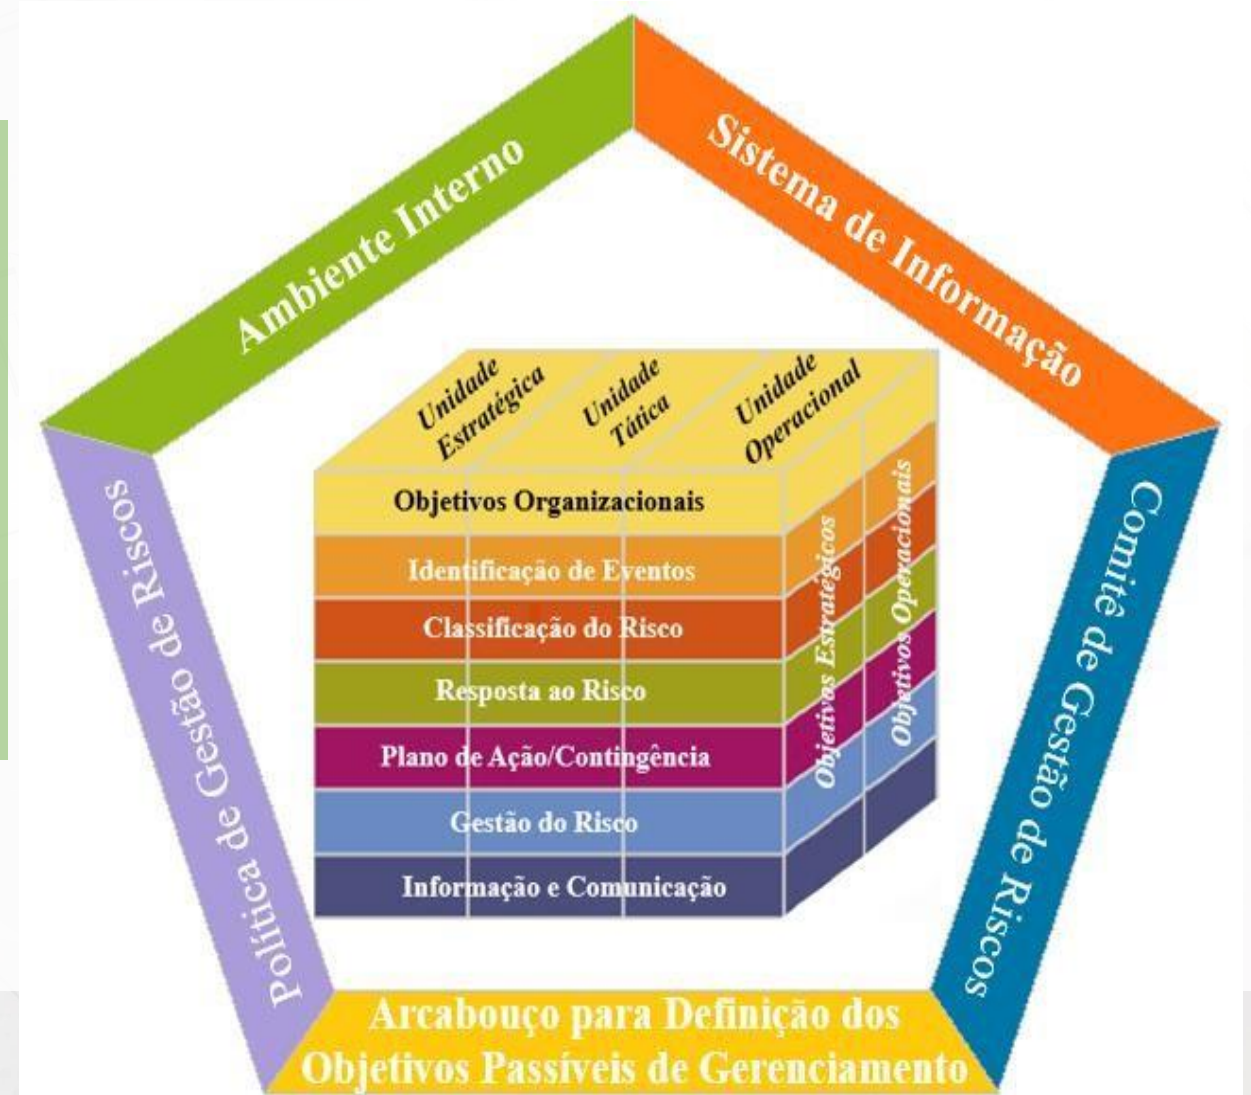 Ambiente Interno
Sistema de Informação
Unidade
Estratégica
Unidade
Tática
Unidade
Operacional
Objetivos Organizacionais
Identificação de Eventos
Classificação do Risco
Resposta ao Risco
Plano de Ação/Contingência
Gestão do Risco
Informação e Comunicação
Objetivos Estratégicos
Objetivos Operacionais
Política de Gestão de Riscos
Comitê de Gestão de Riscos
Arcabouço para Definição dos
Objetivos Passíveis de Gerenciamento